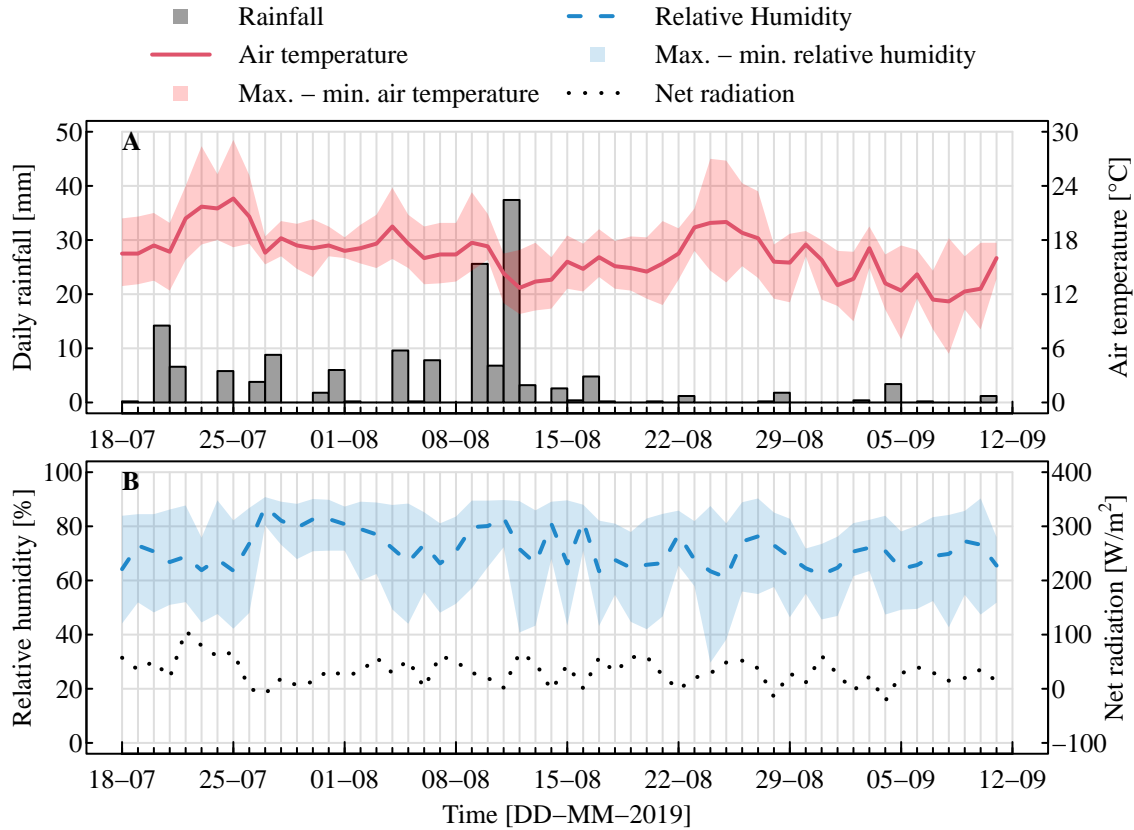 Rainfall
Relative Humidity
Air temperature
Max. – min. relative humidity
Max. – min. air temperature
Net radiation
A
50
40
30
20
10
0
Daily rainfall [mm]
30
24
18
12
6
0
Air temperature [°C]
18–07 25–07 01–08 08–08 15–08 22–08 29–08 05–09 12–09
B
100
80
60
40
20
0
Relative humidity [%]
400
300
200
100
0
–100
Net radiation [W/m²]
18–07 25–07 01–08 08–08 15–08 22–08 29–08 05–09 12–09
Time [DD–MM–2019]